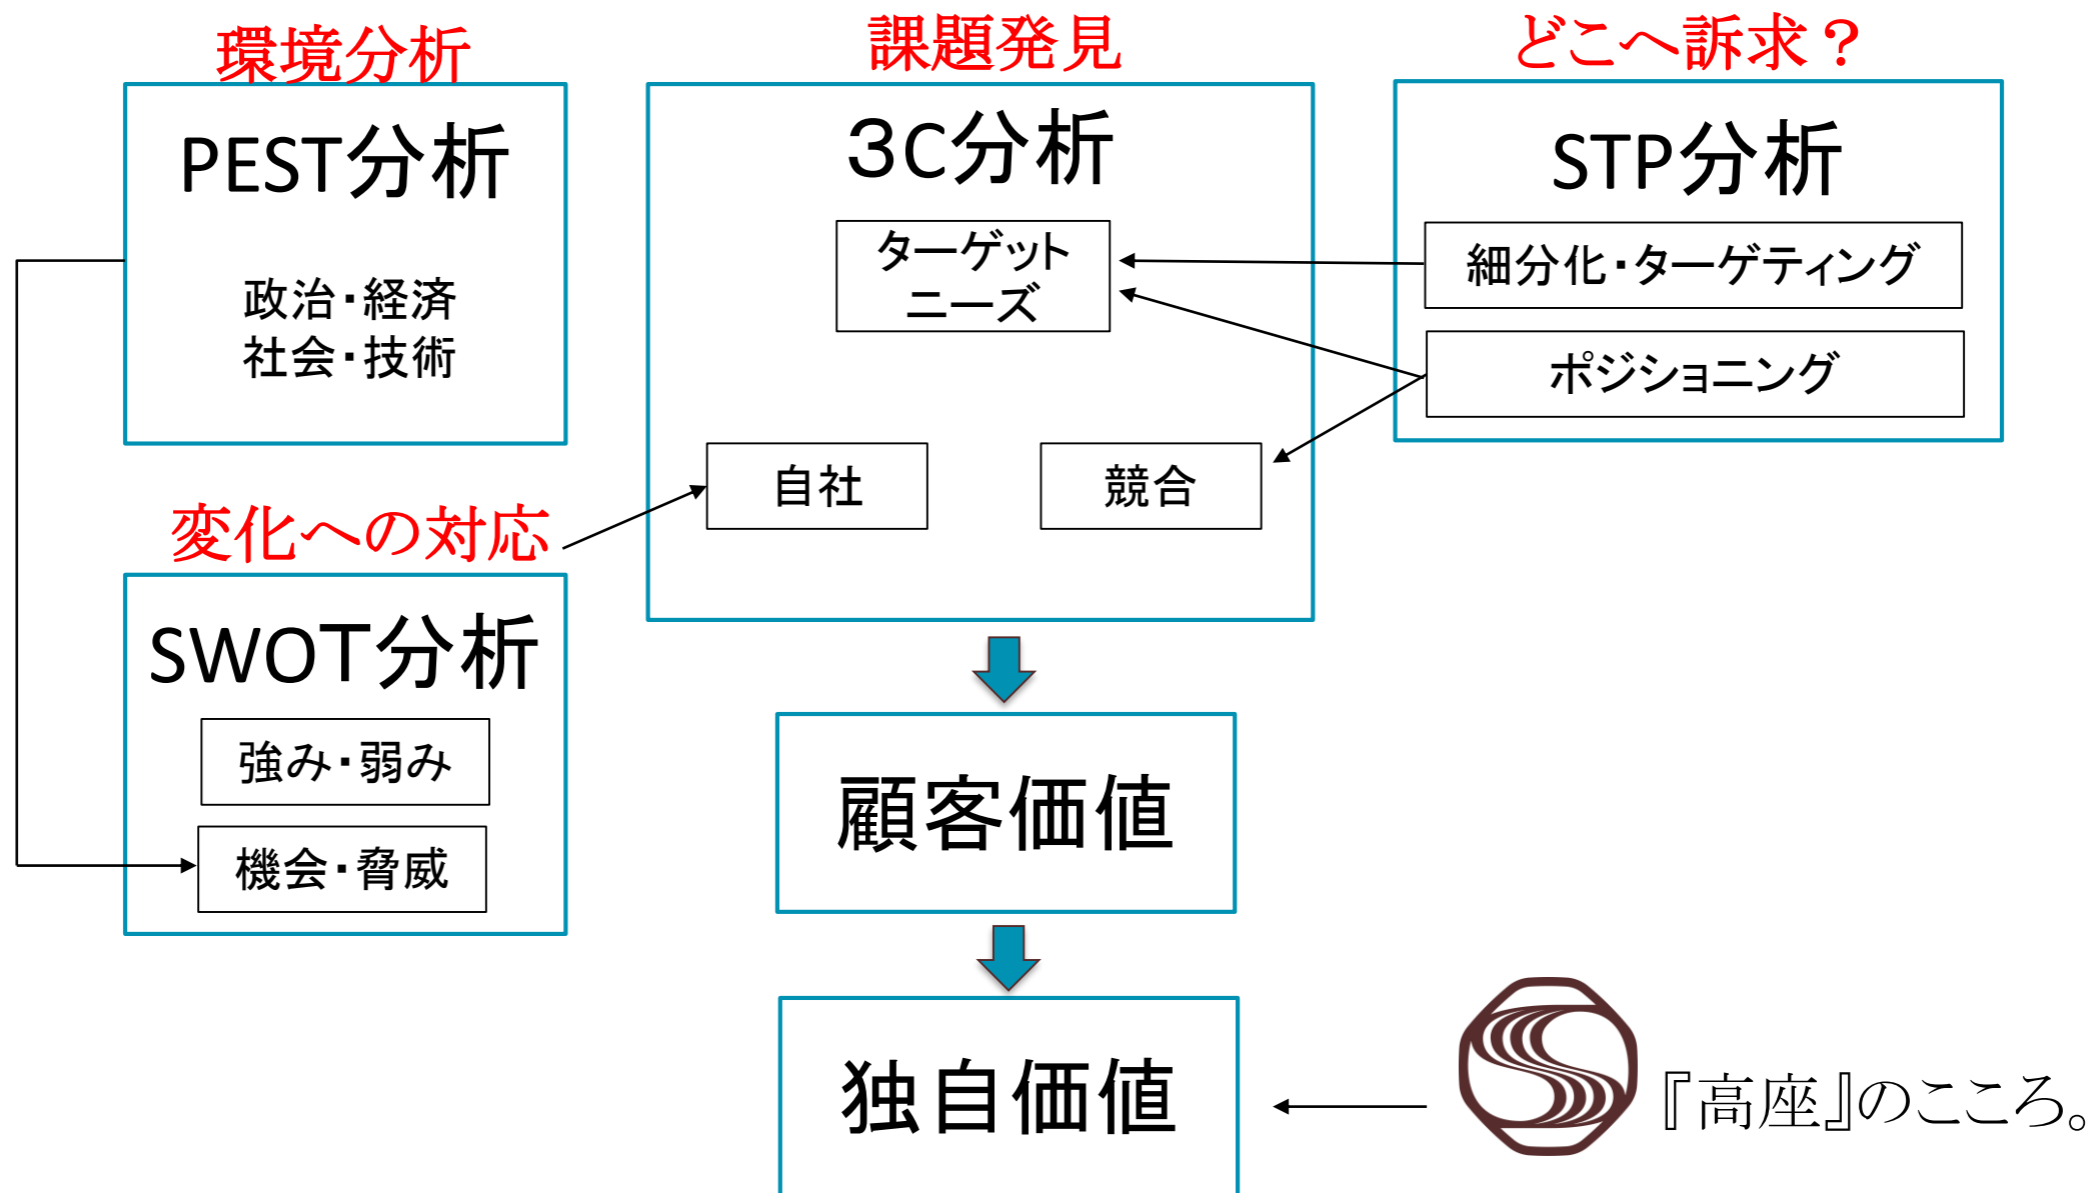 環境分析
PEST分析
政治・経済
社会・技術
変化への対応
SWOT分析
強み・弱み
機会・脅威
課題発見
３C分析
ターゲット
ニーズ
自社
競合
どこへ訴求？
STP分析
細分化・ターゲティング
ポジショニング
顧客価値
独自価値
『高座』のこころ。